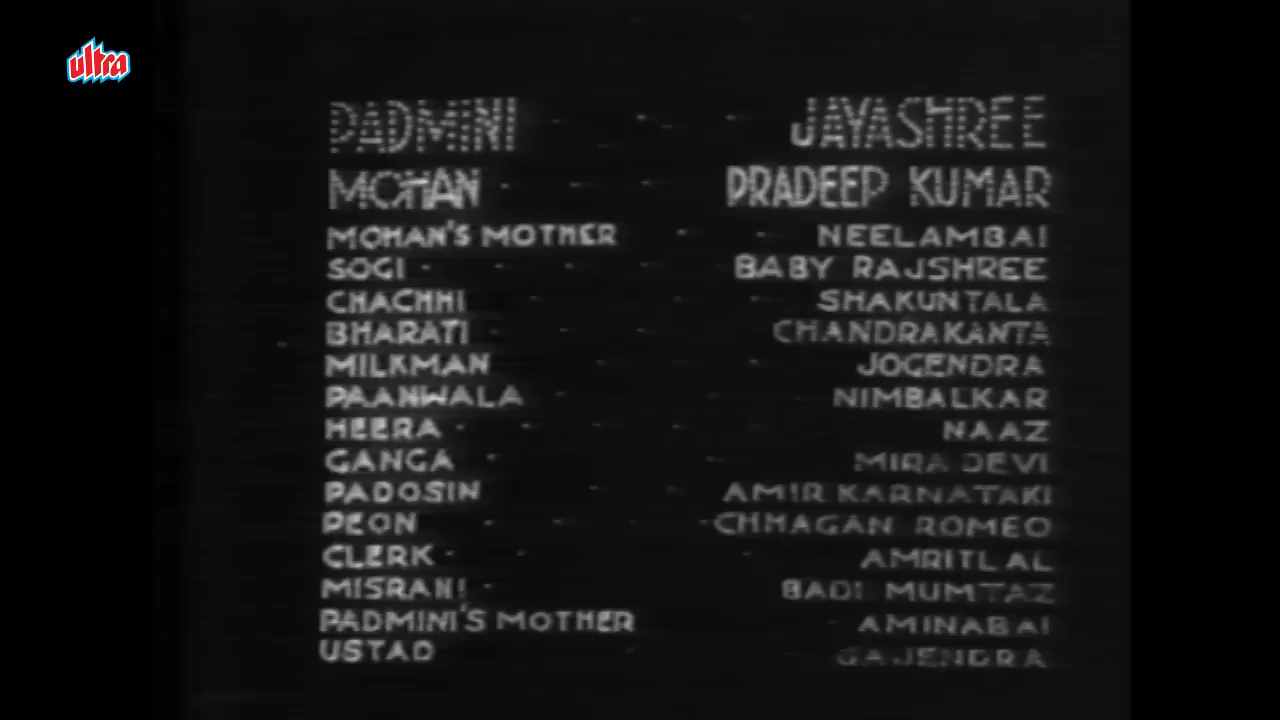 ultra
PADMINI - - - JAYASHREE
MOHAN - - - PRADEEP KUMAR
MOHAN'S MOTHER - - NEELAMBAI
SOGI - - - - BABY RAJSHREE
CHACHHI - - - SHAKUNTALA
BHARATI - - - - CHANDRAKANTA
MILKMAN - - - JOGENDRA
PAANWALA - - - NIMBALKAR
HEERA - - - - - NAAZ
GANGA - - MIRA DEVI
PADOSIN - - AMIR KARNATAKI
PEON - - - - CHHAGAN ROMEO
CLERK - - - AMRITLAL
MISRANI - BADI MUMTAZ
PADMINI'S MOTHER - AMINABAI
USTAD - - GAJENDRA